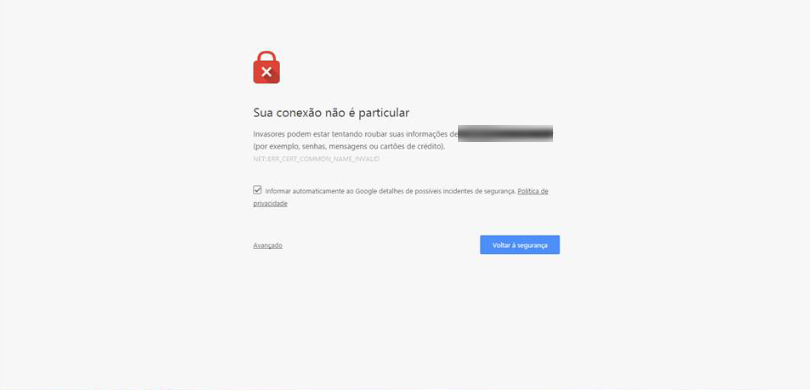 Sua conexão não é particular
Invasores podem estar tentando roubar suas informações de
(por exemplo, senhas, mensagens ou cartões de crédito).
NET::ERR_CERT_COMMON_NAME_INVALID
Informar automaticamente ao Google detalhes de possíveis incidentes de segurança. Política de
privacidade
Avançado
Voltar à segurança